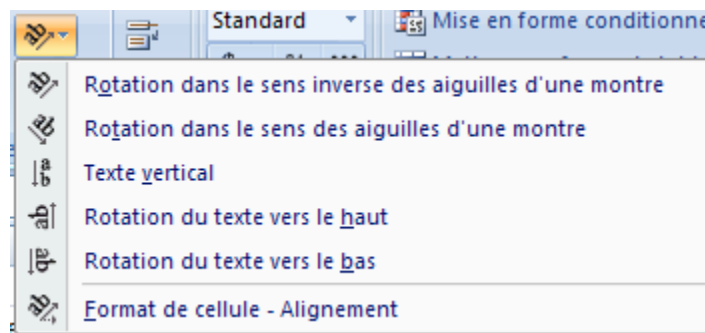 Standard
Mise en forme conditionne
Rotation dans le sens inverse des aiguilles d'une montre
Rotation dans le sens des aiguilles d'une montre
Texte vertical
Rotation du texte vers le haut
Rotation du texte vers le bas
Format de cellule - Alignement